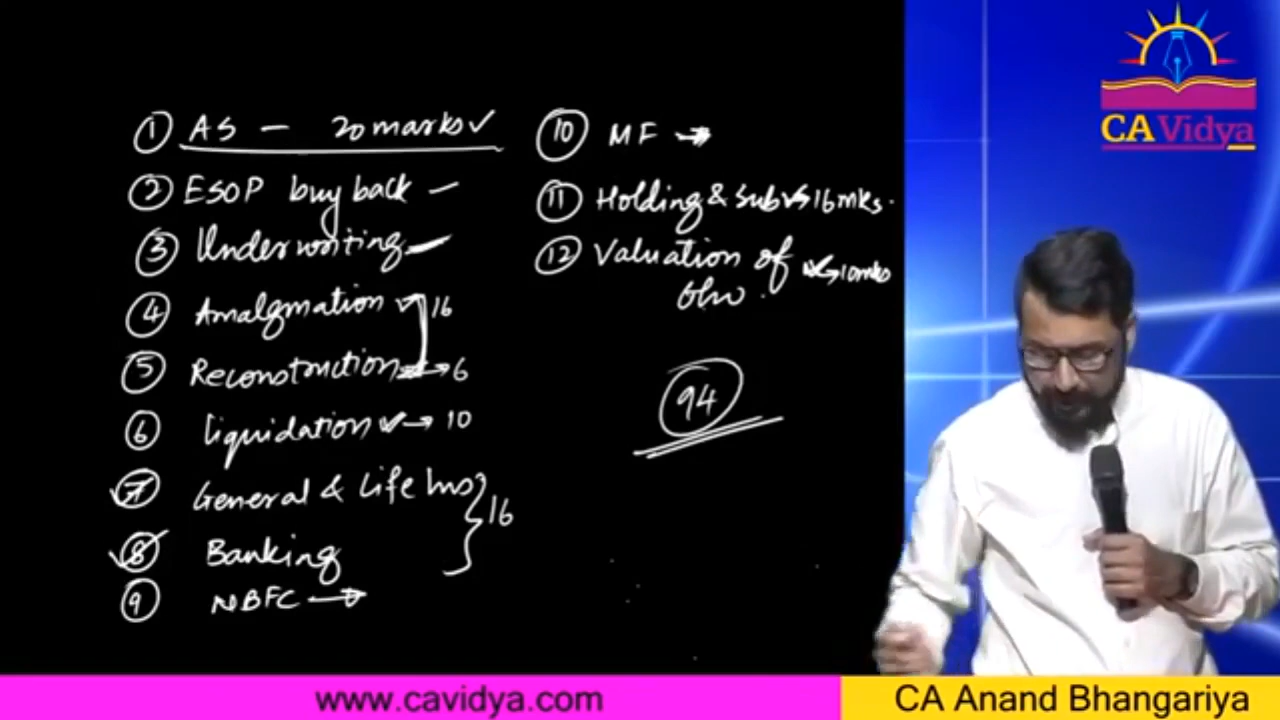 ① AS - 20 marks ✓
② ESOP buy back -
③ Underwriting -
④ Amalgmation ✓ 16
⑤ Reconstruction → 6
⑥ liquidation ✓ → 10
⑦ General & Life Ins } 16
⑧ Banking
⑨ NBFC →
⑩ MF →
⑪ Holding & Sub → 16 mks.
⑫ Valuation of → 10 mks
94
CA Vidya
www.cavidya.com
CA Anand Bhangariya